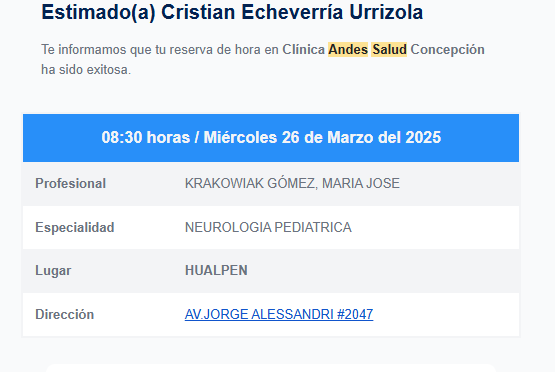 Estimado(a) Cristian Echeverría Urrizola
Te informamos que tu reserva de hora en Clínica Andes Salud Concepción
ha sido exitosa.
08:30 horas / Miércoles 26 de Marzo del 2025
Profesional KRAKOWIAK GÓMEZ, MARIA JOSE
Especialidad NEUROLOGIA PEDIATRICA
Lugar HUALPEN
Dirección AV.JORGE ALESSANDRI #2047